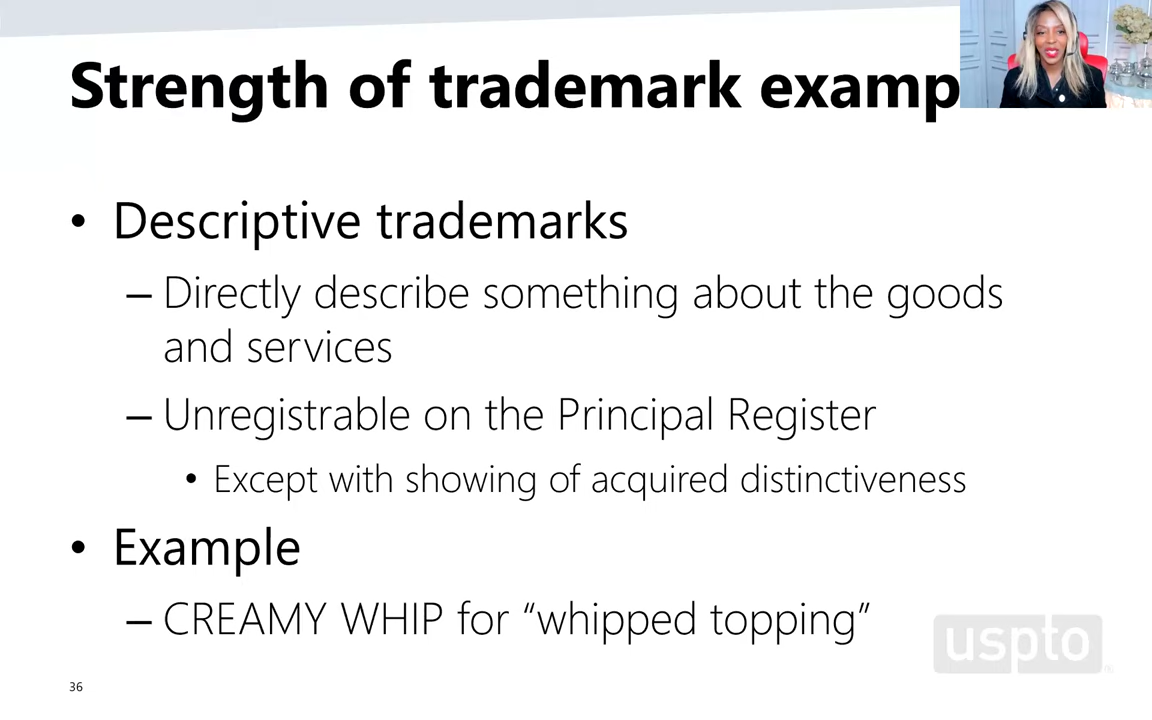 Strength of trademark examp
• Descriptive trademarks
– Directly describe something about the goods
and services
– Unregistrable on the Principal Register
• Except with showing of acquired distinctiveness
• Example
– CREAMY WHIP for “whipped topping”
uspto®
36